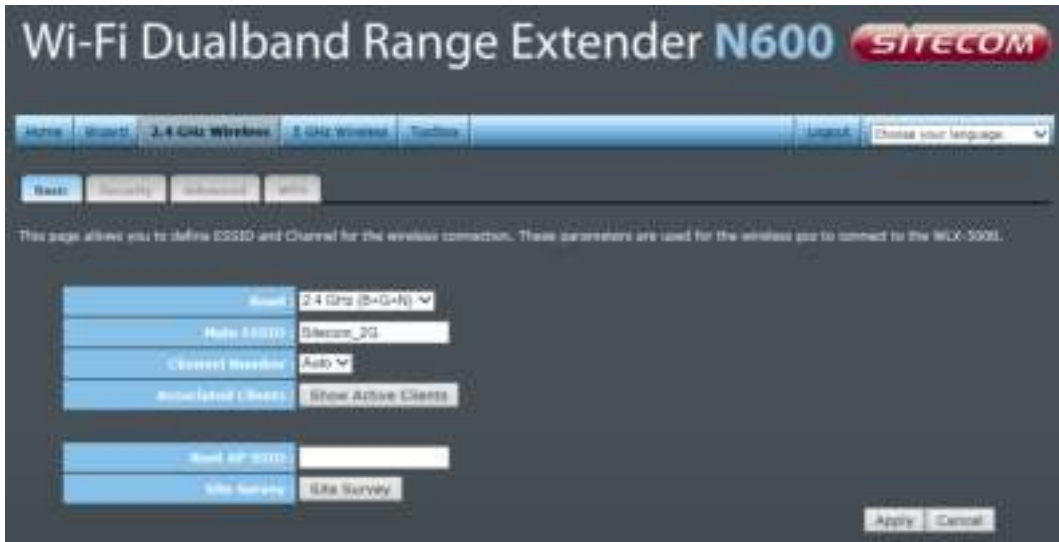 Wi-Fi Dualband Range Extender N600 SITECOM
Home Wizard 2.4 GHz Wireless 5 GHz Wireless Toolbox Logout Choose your language
Basic Security Advanced WPS
This page allows you to define ESSID and Channel for the wireless connection. These parameters are used for the wireless pcs to connect to the WLX-5000.
Band : 2.4 GHz (B+G+N)
Main ESSID : Sitecom_2G
Channel Number Auto
Associated Clients : Show Active Clients
Root AP SSID :
Site Survey Site Survey
Apply Cancel